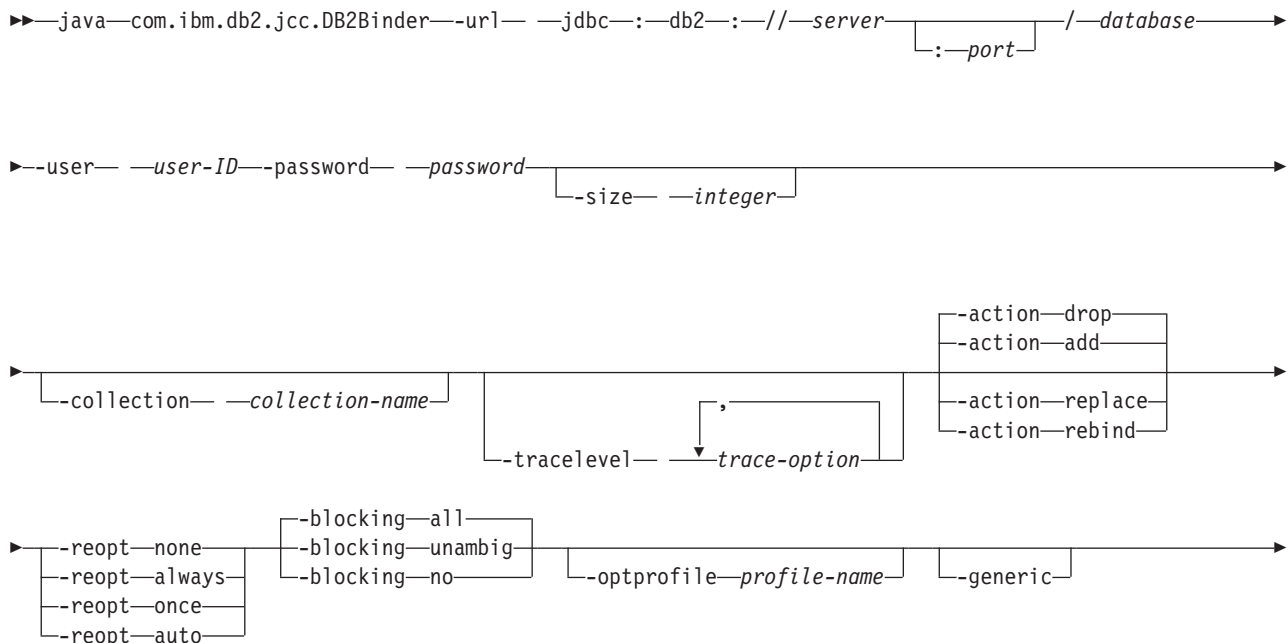 java com.ibm.db2.jcc.DB2Binder -url jdbc : db2 : // server / database
: port
-user user-ID -password password
-size integer
-action drop
-action add
-collection collection-name
-action replace
,
-action rebind
-tracelevel trace-option
-blocking all
-reopt none
-blocking unambig
-reopt always
-blocking no
-optprofile profile-name
-generic
-reopt once
-reopt auto